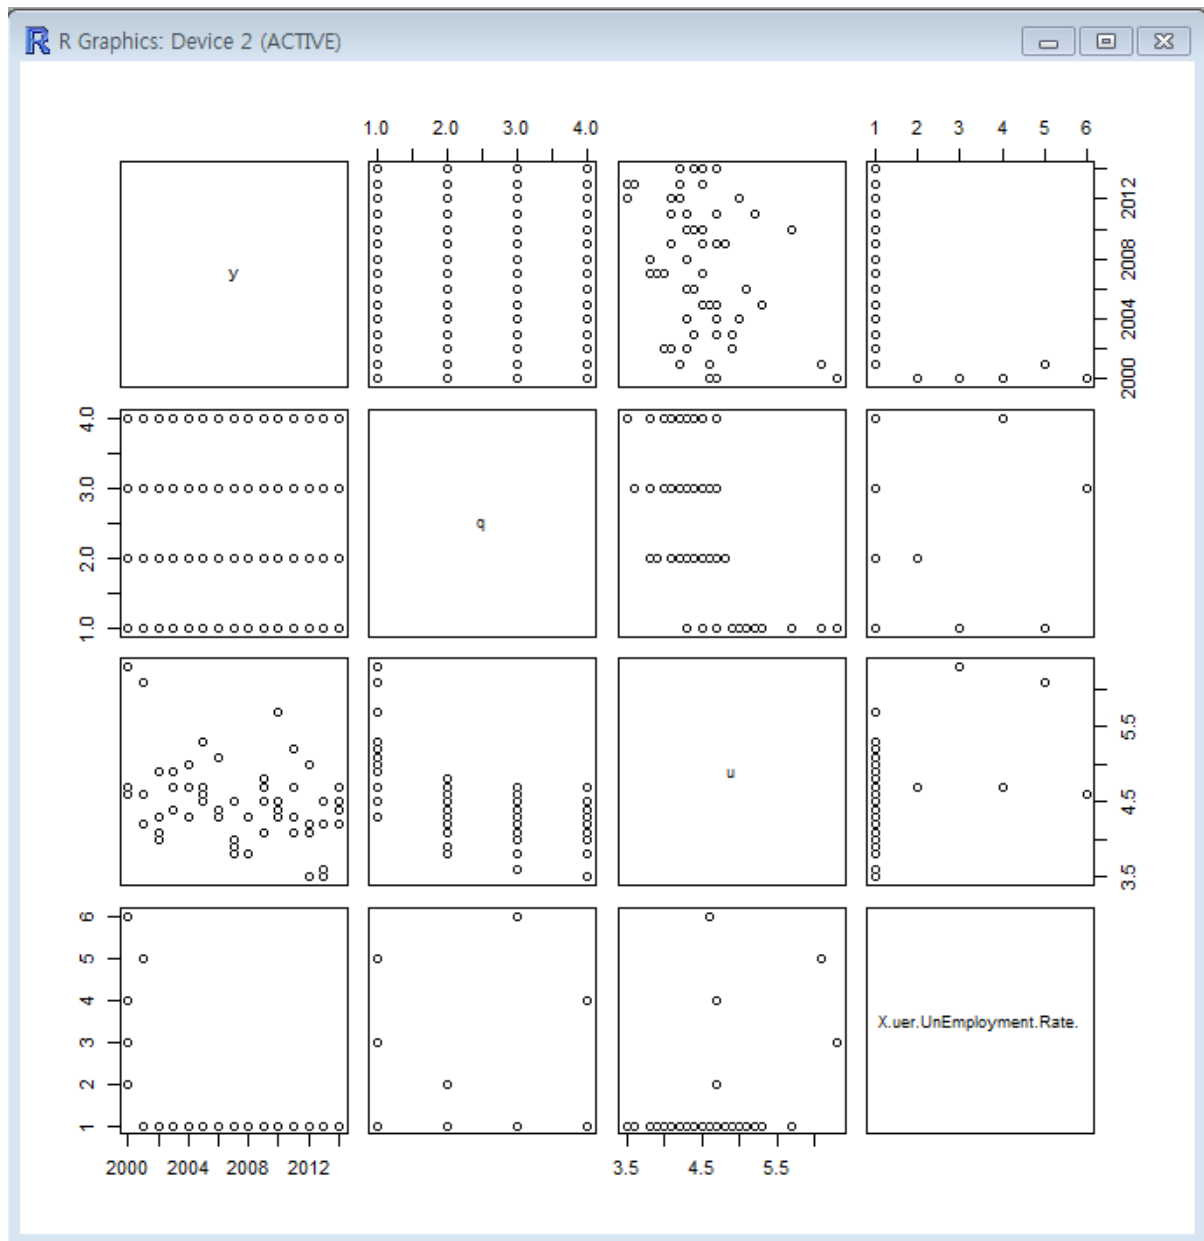 R Graphics: Device 2 (ACTIVE)
1.0 2.0 3.0 4.0 1 2 3 4 5 6
y
2000 2004 2008 2012
1.0 2.0 3.0 4.0
q
u
3.5 4.5 5.5
1 2 3 4 5 6
X.uer.UnEmployment.Rate.
2000 2004 2008 2012 3.5 4.5 5.5